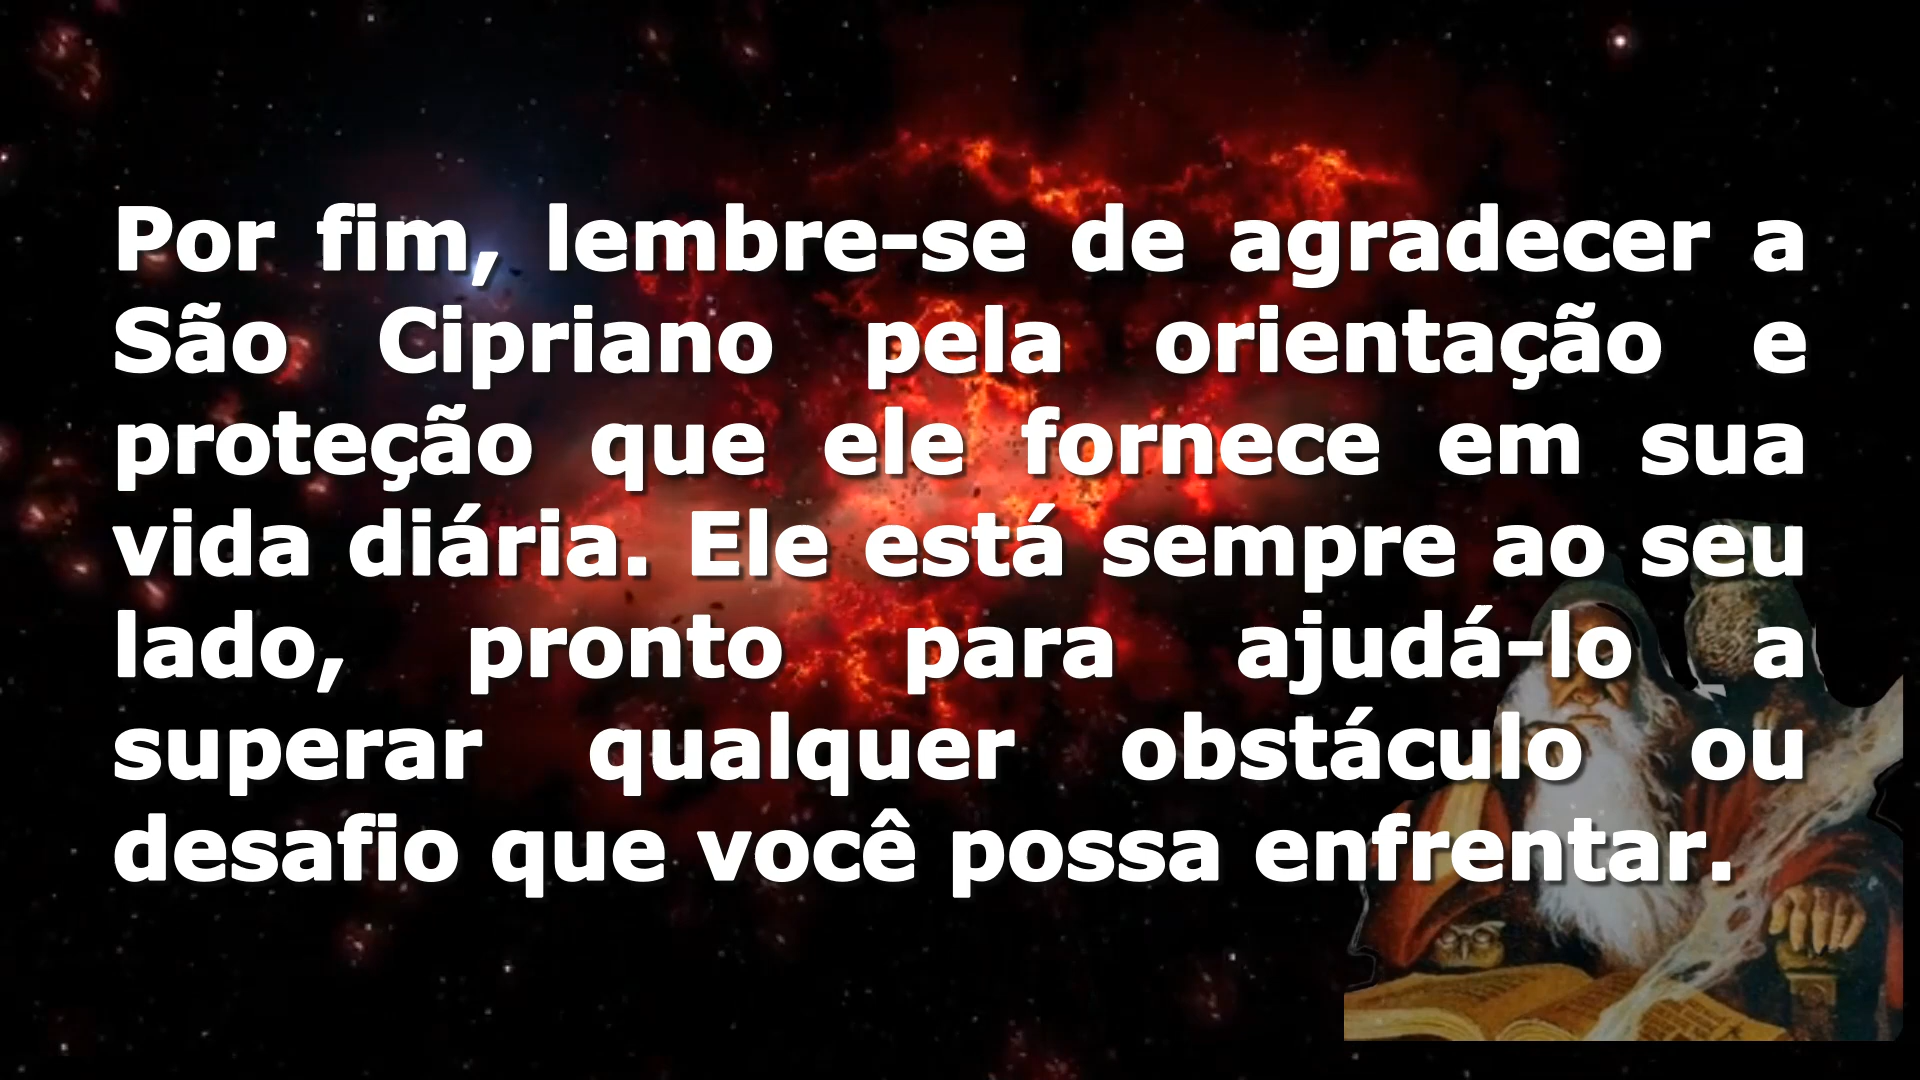 Por fim, lembre-se de agradecer a
São Cipriano pela orientação e
proteção que ele fornece em sua
vida diária. Ele está sempre ao seu
lado, pronto para ajudá-lo a
superar qualquer obstáculo ou
desafio que você possa enfrentar.